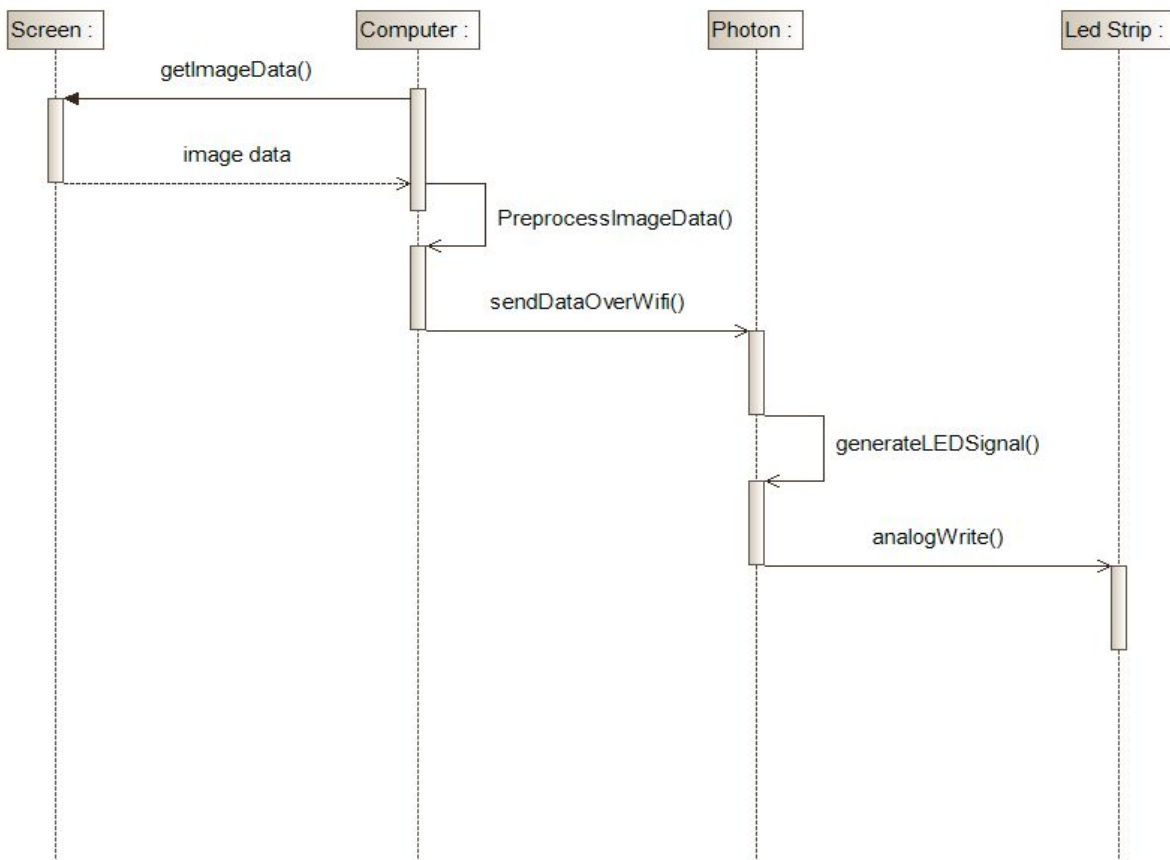 Screen :
Computer :
Photon :
Led Strip :
getImageData()
image data
PreprocessImageData()
sendDataOverWifi()
generateLEDSignal()
analogWrite()